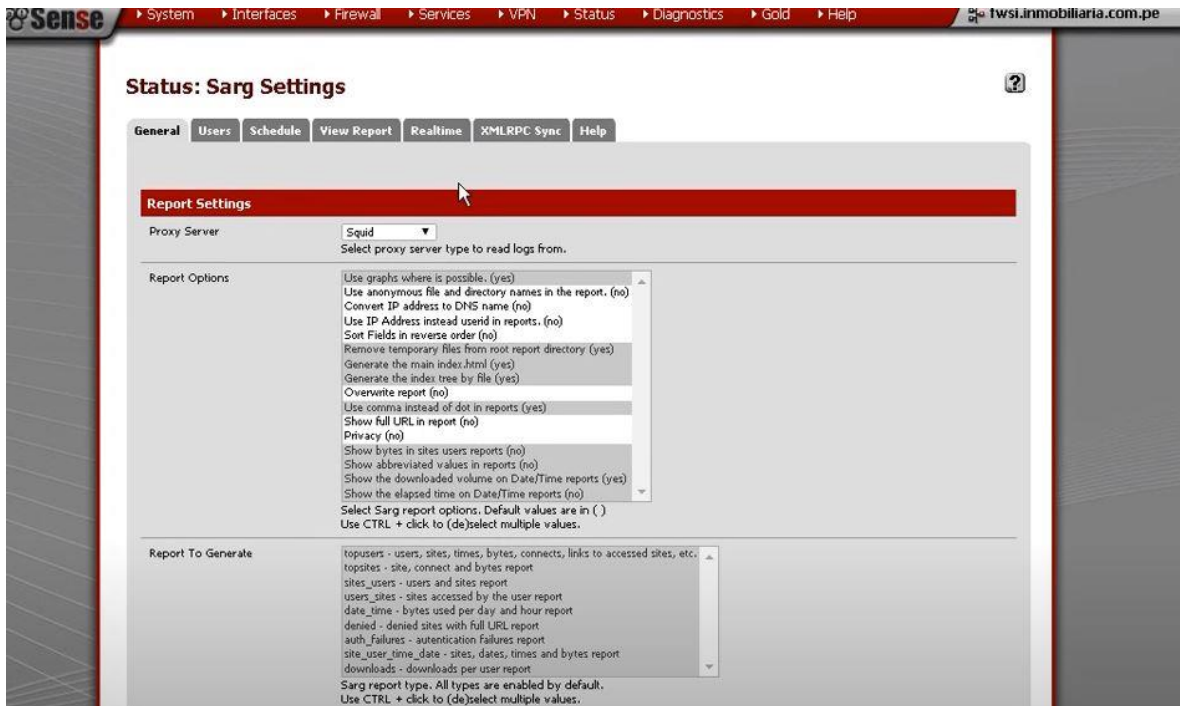 Sense
System Interfaces Firewall Services VPN Status Diagnostics Gold Help
fwsi.inmobiliaria.com.pe
Status: Sarg Settings
?
General Users Schedule View Report Realtime XMLRPC Sync Help
Report Settings
Proxy Server
Squid
Select proxy server type to read logs from.
Report Options
Use graphs where is possible. (yes)
Use anonymous file and directory names in the report. (no)
Convert IP address to DNS name (no)
Use IP Address instead userid in reports. (no)
Sort Fields in reverse order (no)
Remove temporary files from root report directory (yes)
Generate the main index.html (yes)
Generate the index tree by file (yes)
Overwrite report (no)
Use comma instead of dot in reports (yes)
Show full URL in report (no)
Privacy (no)
Show bytes in sites users reports (no)
Show abbreviated values in reports (no)
Show the downloaded volume on Date/Time reports (yes)
Show the elapsed time on Date/Time reports (no)
Select Sarg report options. Default values are in ( )
Use CTRL + click to (de)select multiple values.
Report To Generate
topusers - users, sites, times, bytes, connects, links to accessed sites, etc.
topsites - site, connect and bytes report
sites_users - users and sites report
users_sites - sites accessed by the user report
date_time - bytes used per day and hour report
denied - denied sites with full URL report
auth_failures - autentication failures report
site_user_time_date - sites, dates, times and bytes report
downloads - downloads per user report
Sarg report type. All types are enabled by default.
Use CTRL + click to (de)select multiple values.